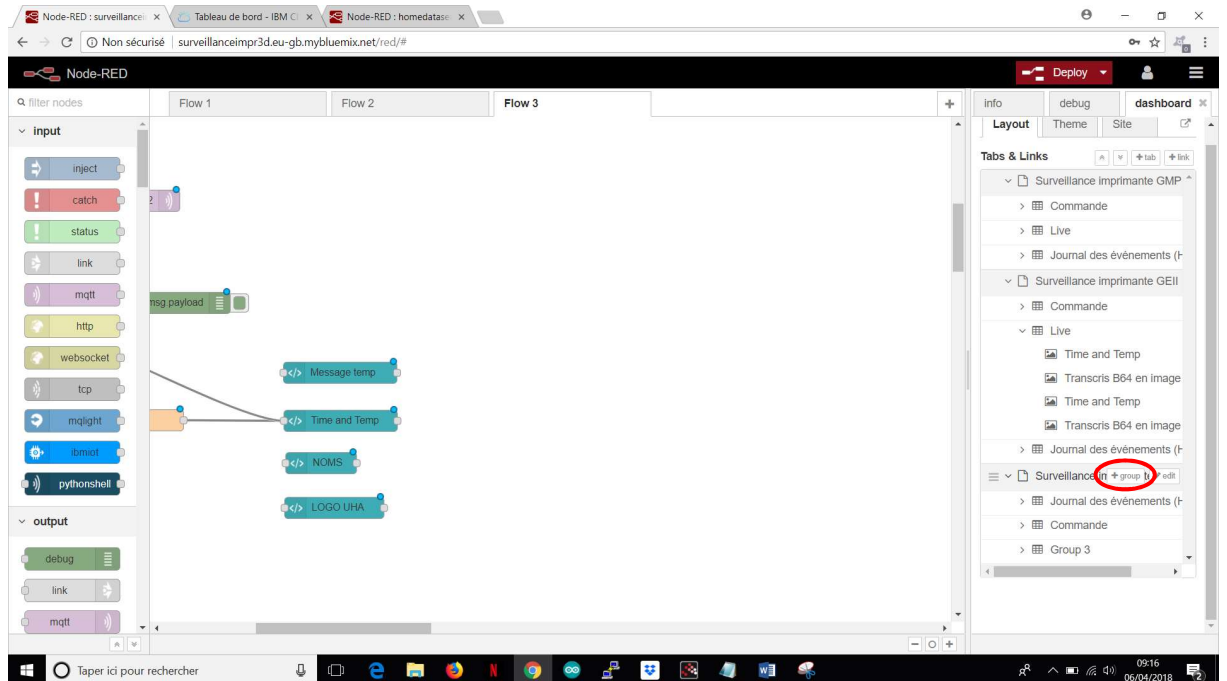 Node-RED : surveillance
Tableau de bord - IBM Cl
Node-RED : homedatase
Non sécurisé
surveillanceimpr3d.eu-gb.mybluemix.net/red/#
Node-RED
Deploy
filter nodes
Flow 1
Flow 2
Flow 3
info
debug
dashboard
input
inject
catch
status
link
mqtt
http
websocket
tcp
mqlight
ibmiot
pythonshell
output
debug
link
mqtt
2
msg.payload
Message temp
Time and Temp
NOMS
LOGO UHA
Layout
Theme
Site
Tabs & Links
+ tab
+ link
Surveillance imprimante GMP
Commande
Live
Journal des événements (H
Surveillance imprimante GEII
Commande
Live
Time and Temp
Transcris B64 en image
Time and Temp
Transcris B64 en image
Journal des événements (H
Surveillance in
+ group
edit
Journal des événements (H
Commande
Group 3
Taper ici pour rechercher
09:16
06/04/2018